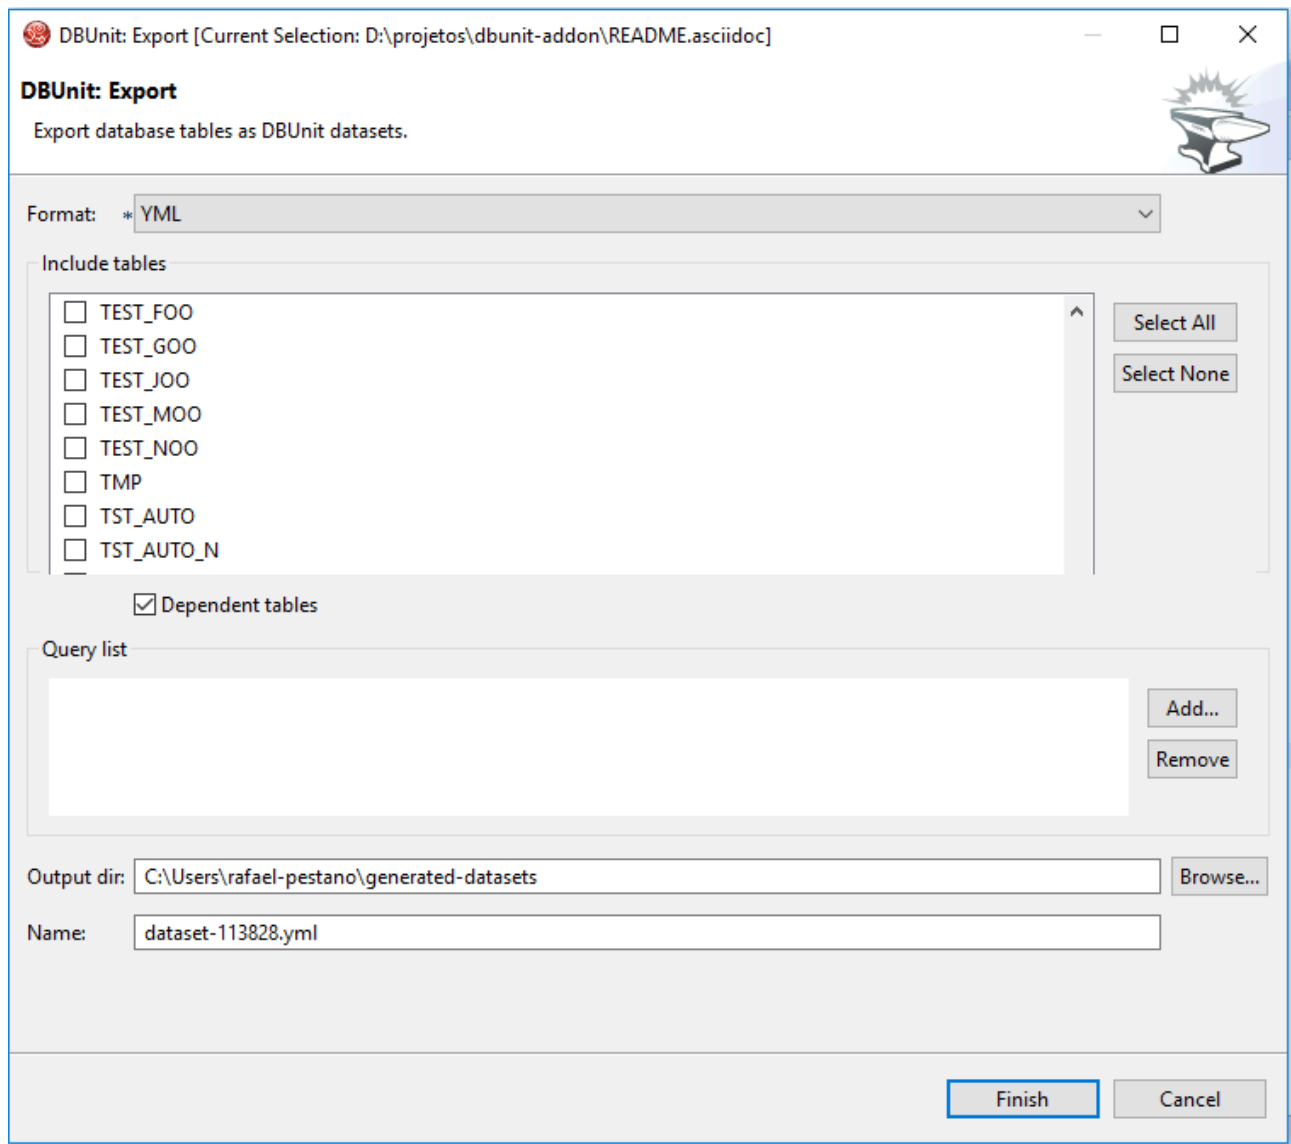 DBUnit: Export [Current Selection: D:\projetos\dbunit-addon\README.asciidoc]
DBUnit: Export
Export database tables as DBUnit datasets.
Format: * YML
Include tables
TEST_FOO
TEST_GOO
TEST_JOO
TEST_MOO
TEST_NOO
TMP
TST_AUTO
TST_AUTO_N
Select All
Select None
Dependent tables
Query list
Add...
Remove
Output dir: C:\Users\rafael-pestano\generated-datasets Browse...
Name: dataset-113828.yml
Finish Cancel